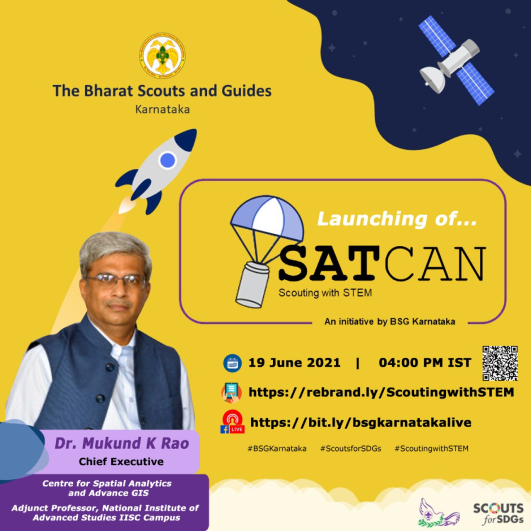 The Bharat Scouts and Guides
Karnataka
Launching of...
SATCAN
Scouting with STEM
An initiative by BSG Karnataka
19 June 2021 | 04:00 PM IST
https://rebrand.ly/ScoutingwithSTEM
f LIVE
https://bit.ly/bsgkarnatakalive
#BSGKarnataka #ScoutsforSDGs #ScoutingwithSTEM
Dr. Mukund K Rao
Chief Executive
Centre for Spatial Analytics
and Advance GIS
Adjunct Professor, National Institute of
Advanced Studies IISC Campus
SCOUTS
for SDGs